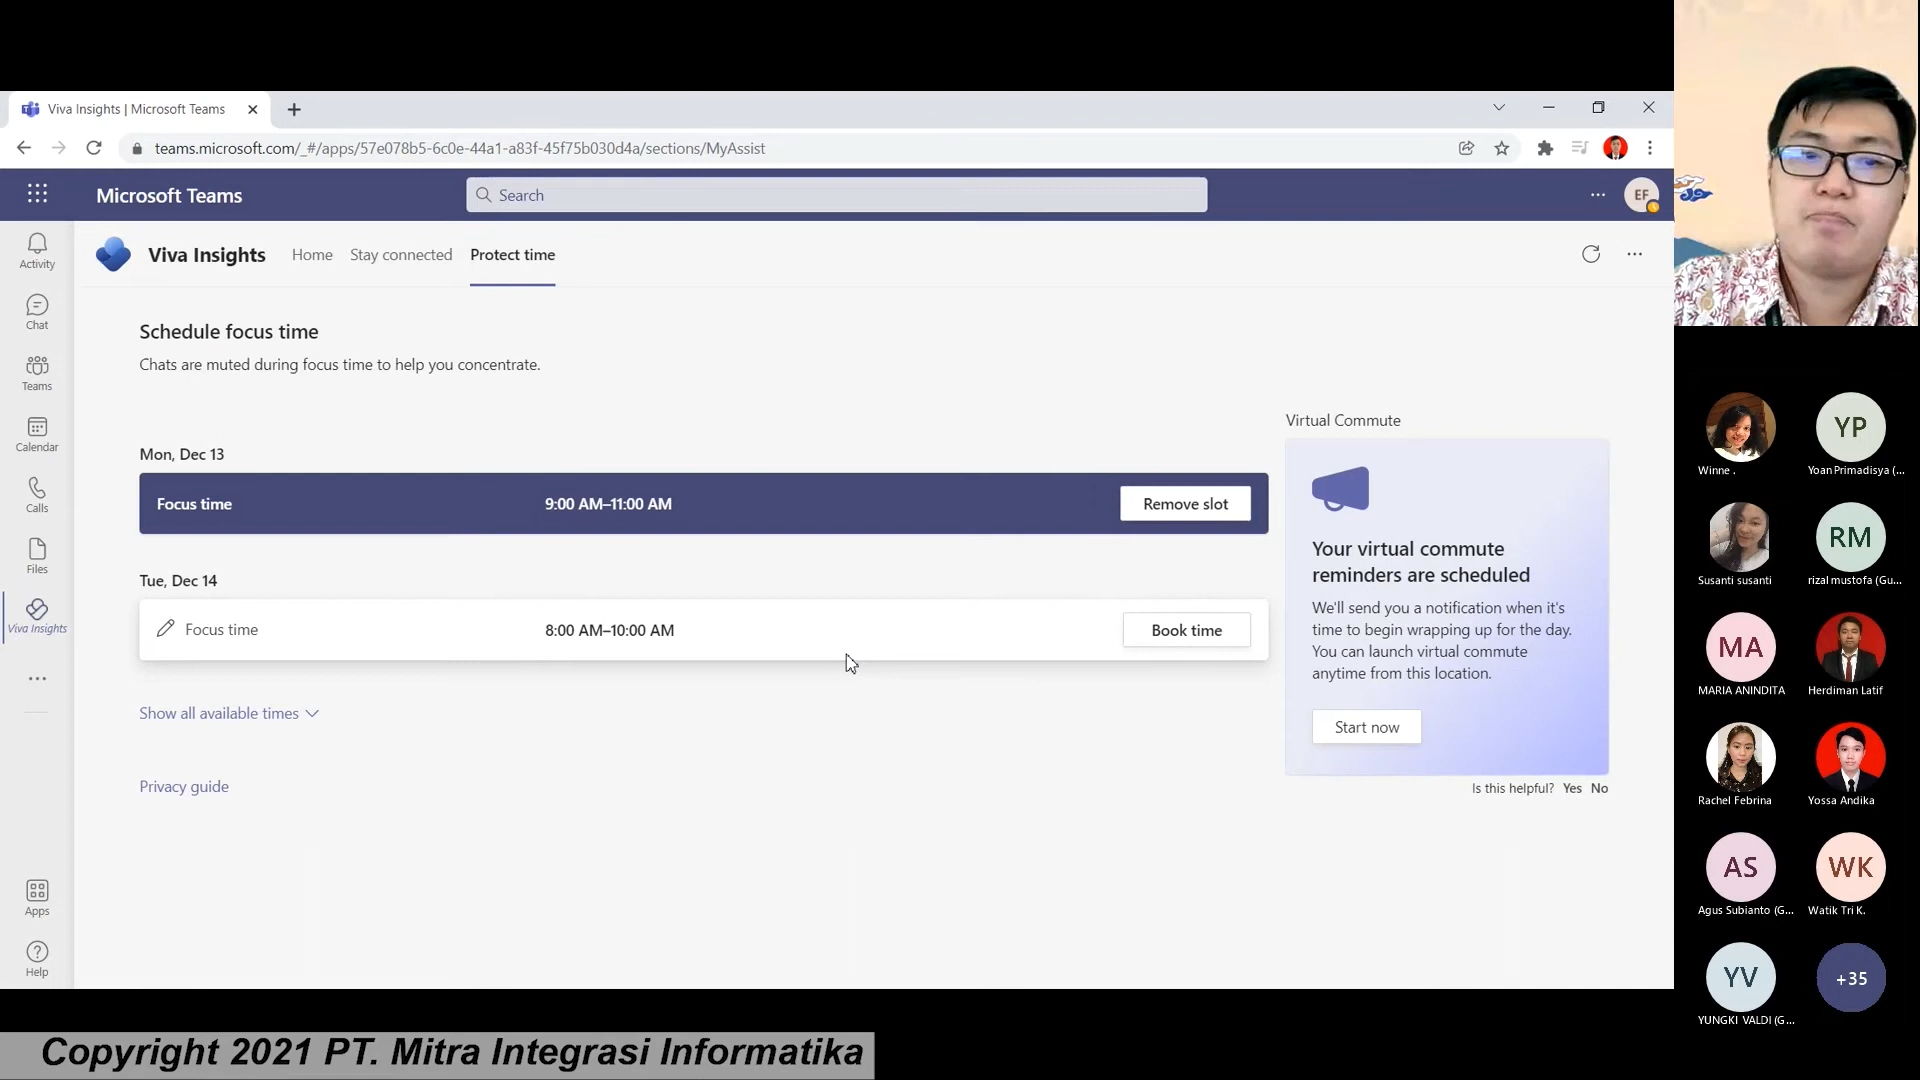 Viva Insights | Microsoft Teams
teams.microsoft.com/_#/apps/57e078b5-6c0e-44a1-a83f-45f75b030d4a/sections/MyAssist
Microsoft Teams
Search
EF
Activity
Chat
Teams
Calendar
Calls
Files
Viva Insights
Apps
Help
Viva Insights
Home
Stay connected
Protect time
Schedule focus time
Chats are muted during focus time to help you concentrate.
Mon, Dec 13
Focus time
9:00 AM–11:00 AM
Remove slot
Tue, Dec 14
Focus time
8:00 AM–10:00 AM
Book time
Show all available times
Privacy guide
Virtual Commute
Your virtual commute
reminders are scheduled
We'll send you a notification when it's
time to begin wrapping up for the day.
You can launch virtual commute
anytime from this location.
Start now
Is this helpful? Yes No
Winne .
YP
Yoan Primadisya (...
Susanti susanti
RM
rizal mustofa (Gu...
MA
MARIA ANINDITA
Herdiman Latif
Rachel Febrina
Yossa Andika
AS
Agus Subianto (G...
WK
Watik Tri K.
YV
YUNGKI VALDI (G...
+35
Copyright 2021 PT. Mitra Integrasi Informatika